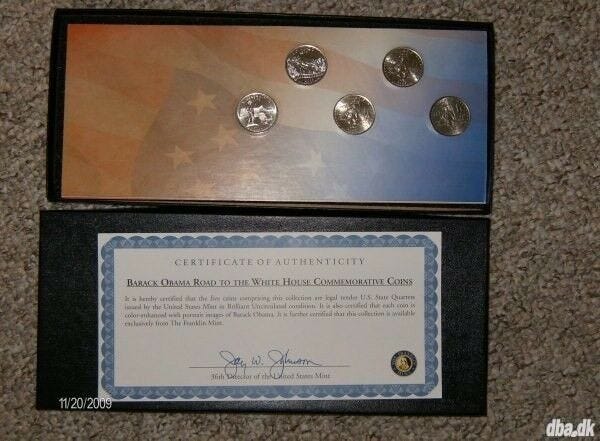 CERTIFICATE OF AUTHENTICITY
BARACK OBAMA ROAD TO THE WHITE HOUSE COMMEMORATIVE COINS
It is hereby certified that the five coins comprising this collection are legal tender U.S. State Quarters
issued by the United States Mint in Brilliant Uncirculated condition. It is also certified that each coin is
color-enhanced with portrait images of Barack Obama. It is further certified that this collection is available
exclusively from The Franklin Mint.
Jay W. Johnson
36th Director of the United States Mint
11/20/2009
dba.dk